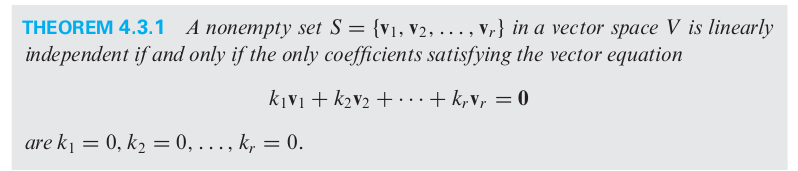 THEOREM 4.3.1 A nonempty set S = {v₁, v₂, . . . , vᵣ} in a vector space V is linearly
independent if and only if the only coefficients satisfying the vector equation
k₁v₁ + k₂v₂ + · · · + kᵣvᵣ = 0
are k₁ = 0, k₂ = 0, . . . , kᵣ = 0.